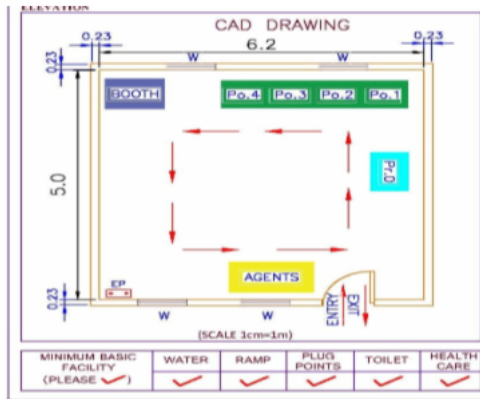 ELEVATION
CAD DRAWING
0.23 6.2 0.23
W W
0.23
BOOTH Po.4 Po.3 Po.2 Po.1
Pr.O
5.0
EP AGENTS
0.23
ENTRY EXIT
W W
(SCALE 1cm=1m)
MINIMUM BASIC FACILITY (PLEASE ✓) WATER RAMP PLUG POINTS TOILET HEALTH CARE
✓ ✓ ✓ ✓ ✓